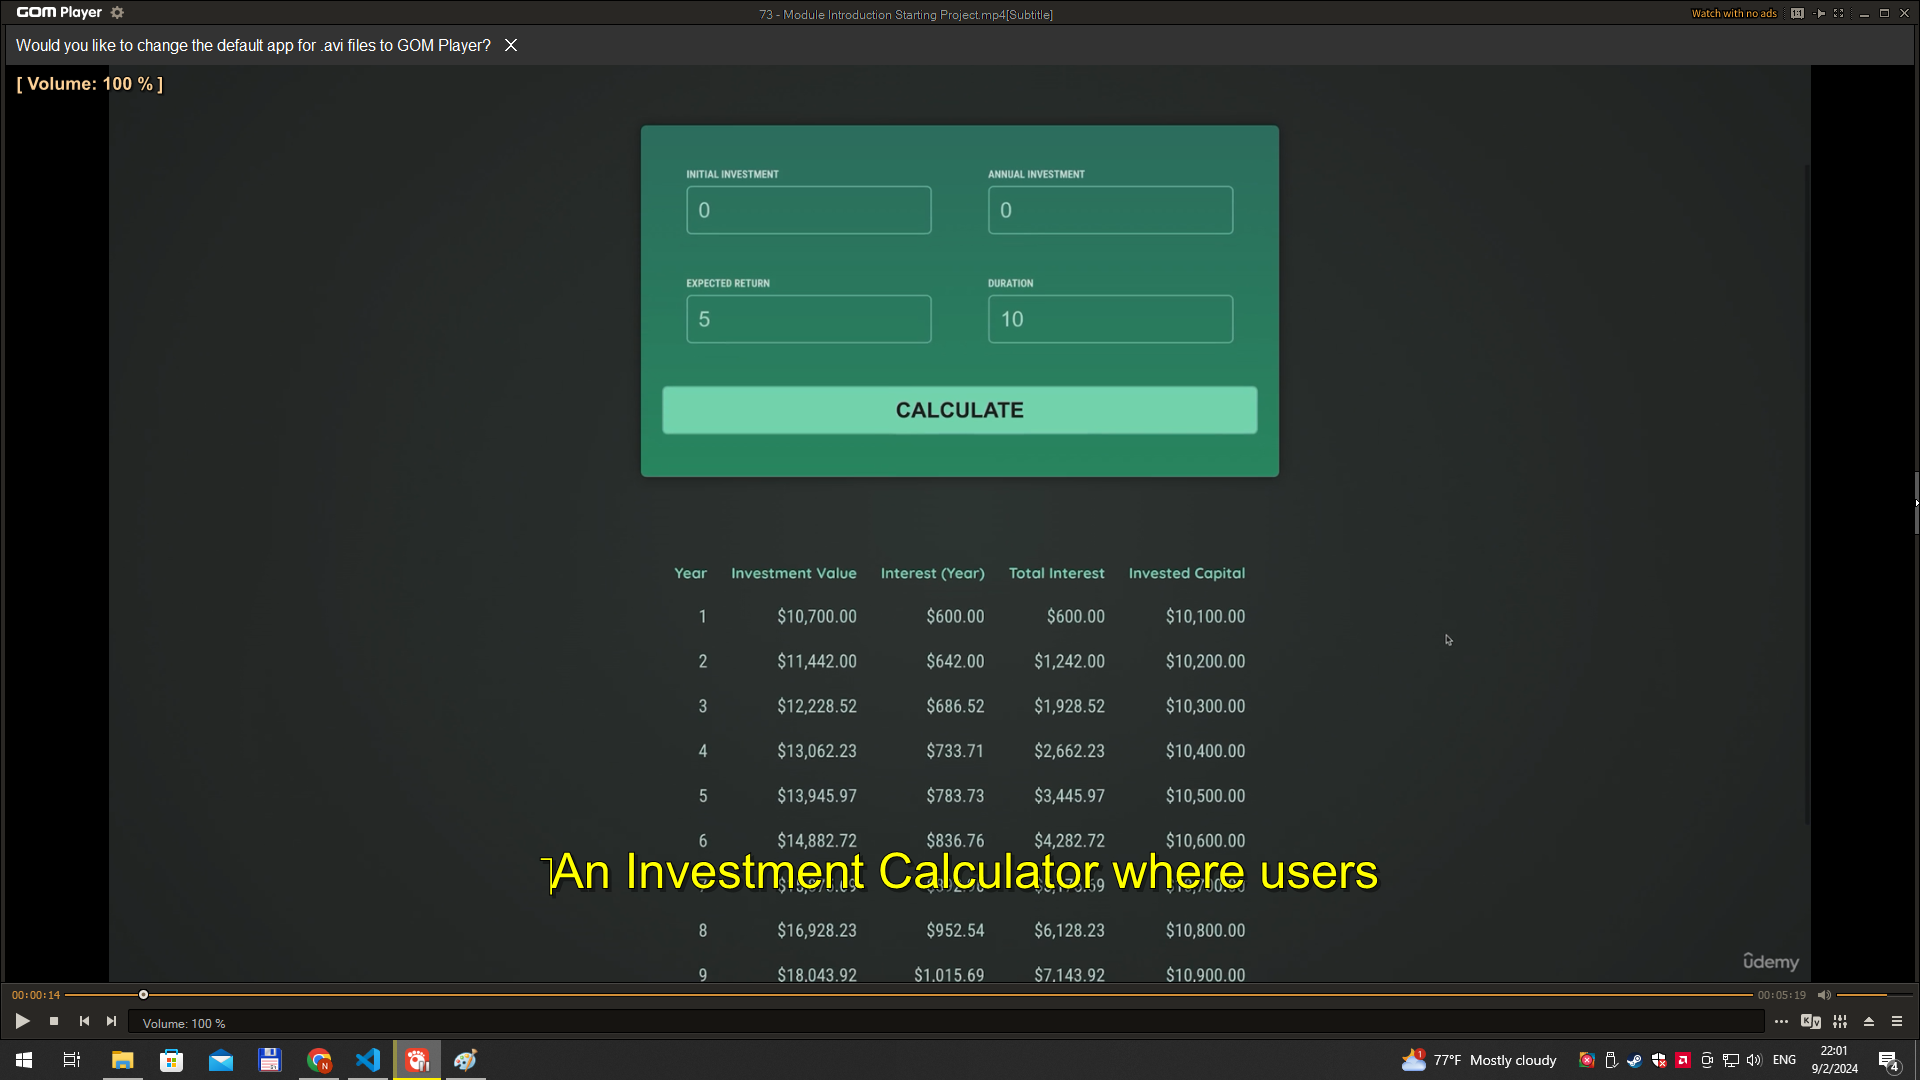 GOM Player
73 - Module Introduction Starting Project.mp4[Subtitle]
Watch with no ads
Would you like to change the default app for .avi files to GOM Player?
[ Volume: 100 % ]
INITIAL INVESTMENT ANNUAL INVESTMENT
0 0
EXPECTED RETURN DURATION
5 10
CALCULATE
Year Investment Value Interest (Year) Total Interest Invested Capital
1 $10,700.00 $600.00 $600.00 $10,100.00
2 $11,442.00 $642.00 $1,242.00 $10,200.00
3 $12,228.52 $686.52 $1,928.52 $10,300.00
4 $13,062.23 $733.71 $2,662.23 $10,400.00
5 $13,945.97 $783.73 $3,445.97 $10,500.00
6 $14,882.72 $836.76 $4,282.72 $10,600.00
An Investment Calculator where users
8 $16,928.23 $952.54 $6,128.23 $10,800.00
9 $18,043.92 $1,015.69 $7,143.92 $10,900.00
udemy
00:00:14 00:05:19
Volume: 100 %
77°F Mostly cloudy
ENG
22:01
9/2/2024
4